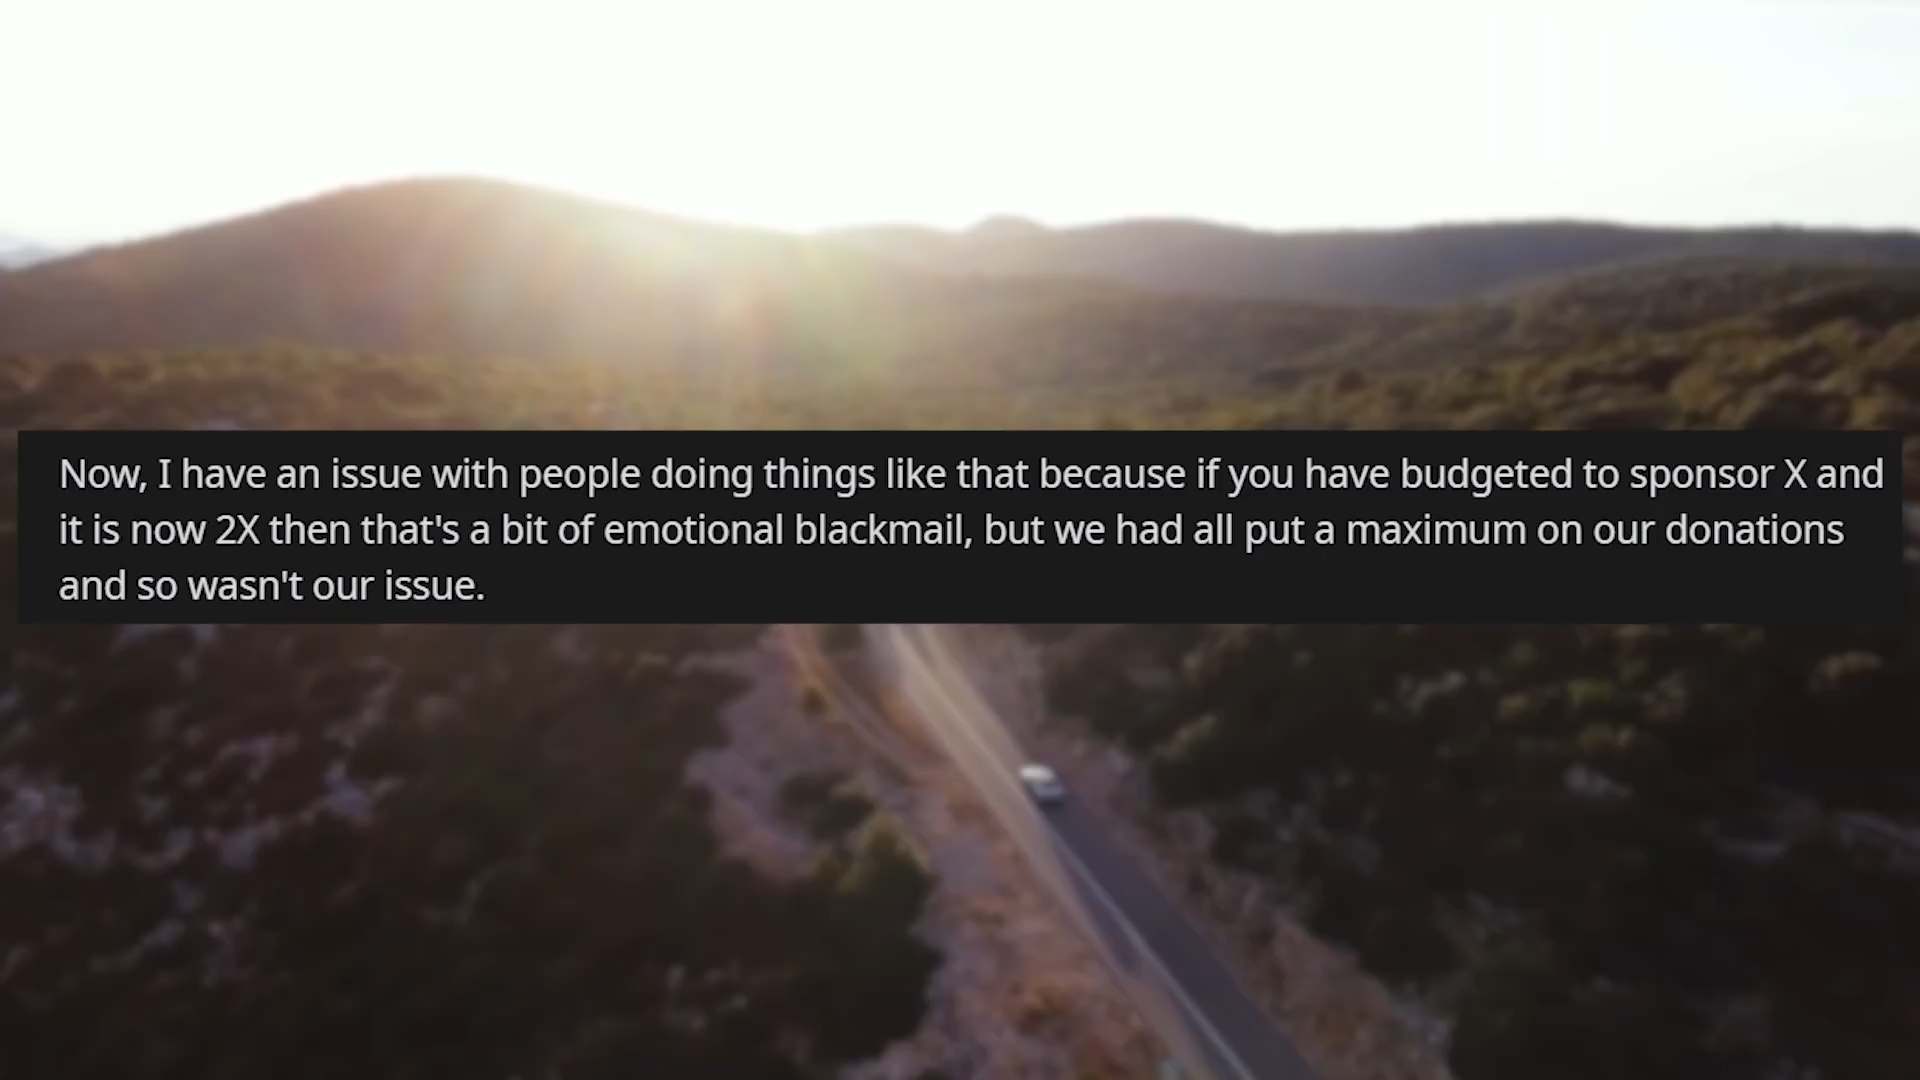 Now, I have an issue with people doing things like that because if you have budgeted to sponsor X and
it is now 2X then that's a bit of emotional blackmail, but we had all put a maximum on our donations
and so wasn't our issue.